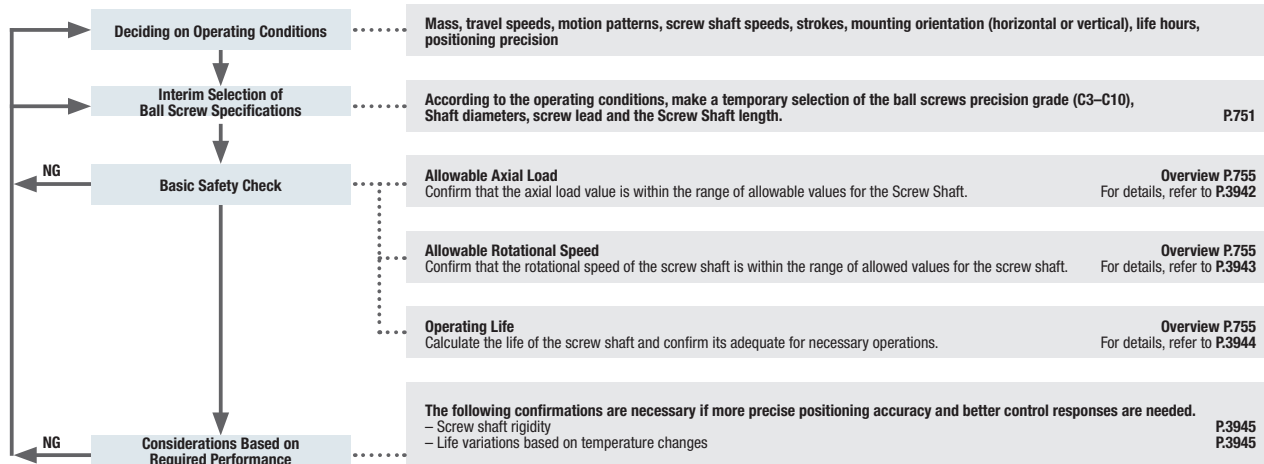 Deciding on Operating Conditions
Mass, travel speeds, motion patterns, screw shaft speeds, strokes, mounting orientation (horizontal or vertical), life hours,
positioning precision
Interim Selection of
Ball Screw Specifications
According to the operating conditions, make a temporary selection of the ball screws precision grade (C3–C10),
Shaft diameters, screw lead and the Screw Shaft length. P.751
NG
Basic Safety Check
Allowable Axial Load Overview P.755
Confirm that the axial load value is within the range of allowable values for the Screw Shaft. For details, refer to P.3942
Allowable Rotational Speed Overview P.755
Confirm that the rotational speed of the screw shaft is within the range of allowed values for the screw shaft. For details, refer to P.3943
Operating Life Overview P.755
Calculate the life of the screw shaft and confirm its adequate for necessary operations. For details, refer to P.3944
NG
Considerations Based on
Required Performance
The following confirmations are necessary if more precise positioning accuracy and better control responses are needed.
– Screw shaft rigidity P.3945
– Life variations based on temperature changes P.3945